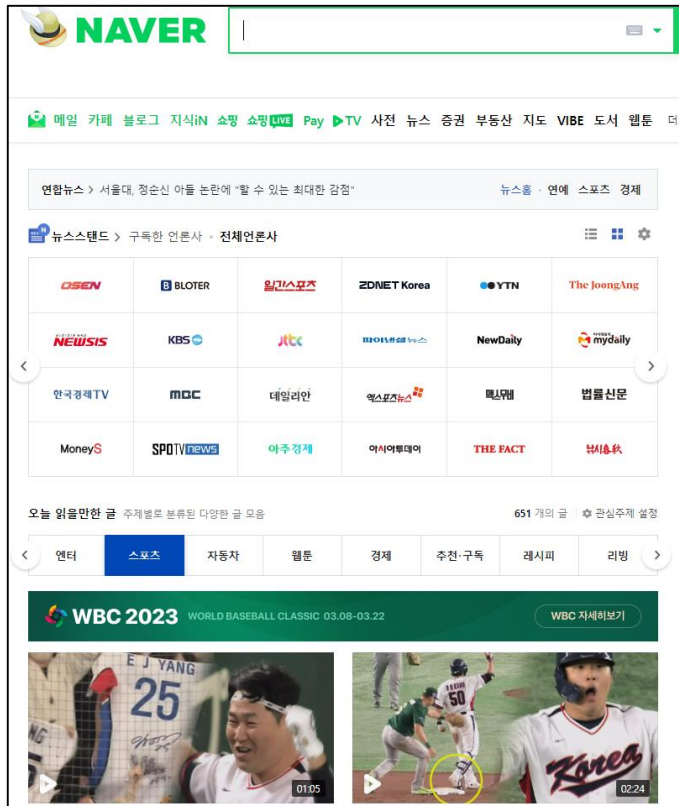 NAVER
메일 카페 블로그 지식iN 쇼핑 쇼핑LIVE Pay TV 사전 뉴스 증권 부동산 지도 VIBE 도서 웹툰 더
연합뉴스 > 서울대, 정순신 아들 논란에 "할 수 있는 최대한 감점" 뉴스홈 · 연예 스포츠 경제
뉴스스탠드 > 구독한 언론사 · 전체언론사
OSEN BLOTER 일간스포츠 ZDNET Korea YTN The JoongAng
NEWSIS KBS jtbc 파이낸셜뉴스 NewDaily mydaily
한국경제TV MBC 데일리안 엑스포츠뉴스 맥스무비 법률신문
MoneyS SPOTV news 아주경제 아시아투데이 THE FACT 낚시춘추
오늘 읽을만한 글 주제별로 분류된 다양한 글 모음 651 개의 글 관심주제 설정
엔터 스포츠 자동차 웹툰 경제 추천·구독 레시피 리빙
WBC 2023 WORLD BASEBALL CLASSIC 03.08-03.22 WBC 자세히보기
E J YANG
25
50
Korea
01:05
02:24